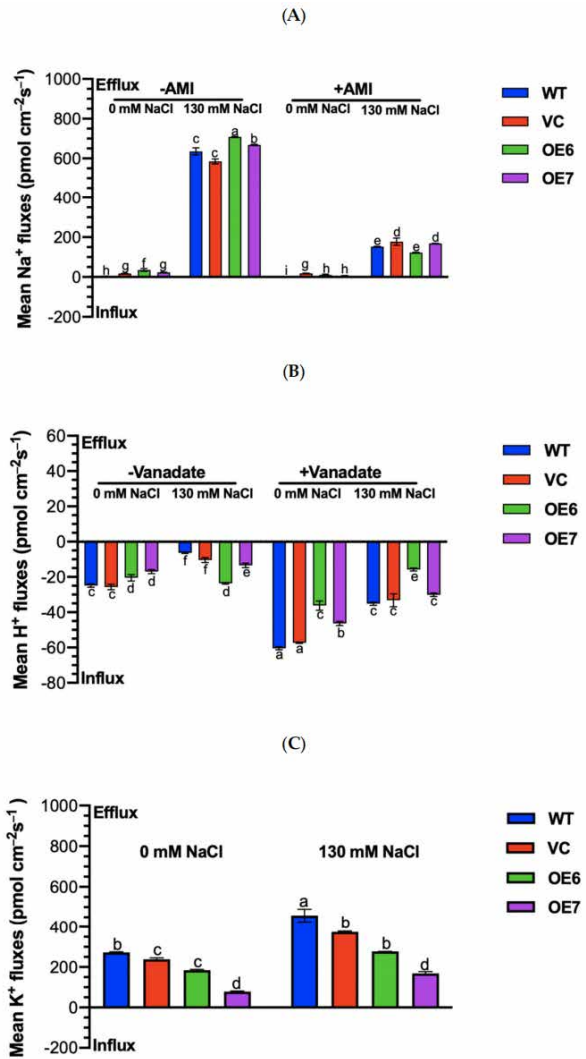 (A)
Mean Na⁺ fluxes (pmol cm⁻²s⁻¹)
1000
800
600
400
200
0
-200
Efflux
-AMI
+AMI
0 mM NaCl
130 mM NaCl
0 mM NaCl
130 mM NaCl
h g f g c c a b i g h h e d e d
Influx
WT
VC
OE6
OE7
(B)
Mean H⁺ fluxes (pmol cm⁻²s⁻¹)
60
40
20
0
-20
-40
-60
-80
Efflux
-Vanadate
+Vanadate
0 mM NaCl
130 mM NaCl
0 mM NaCl
130 mM NaCl
c c d d f f d e a a c b c c e c
Influx
WT
VC
OE6
OE7
(C)
Mean K⁺ fluxes (pmol cm⁻²s⁻¹)
1000
800
600
400
200
0
-200
Efflux
0 mM NaCl
130 mM NaCl
b c c d a b b d
Influx
WT
VC
OE6
OE7